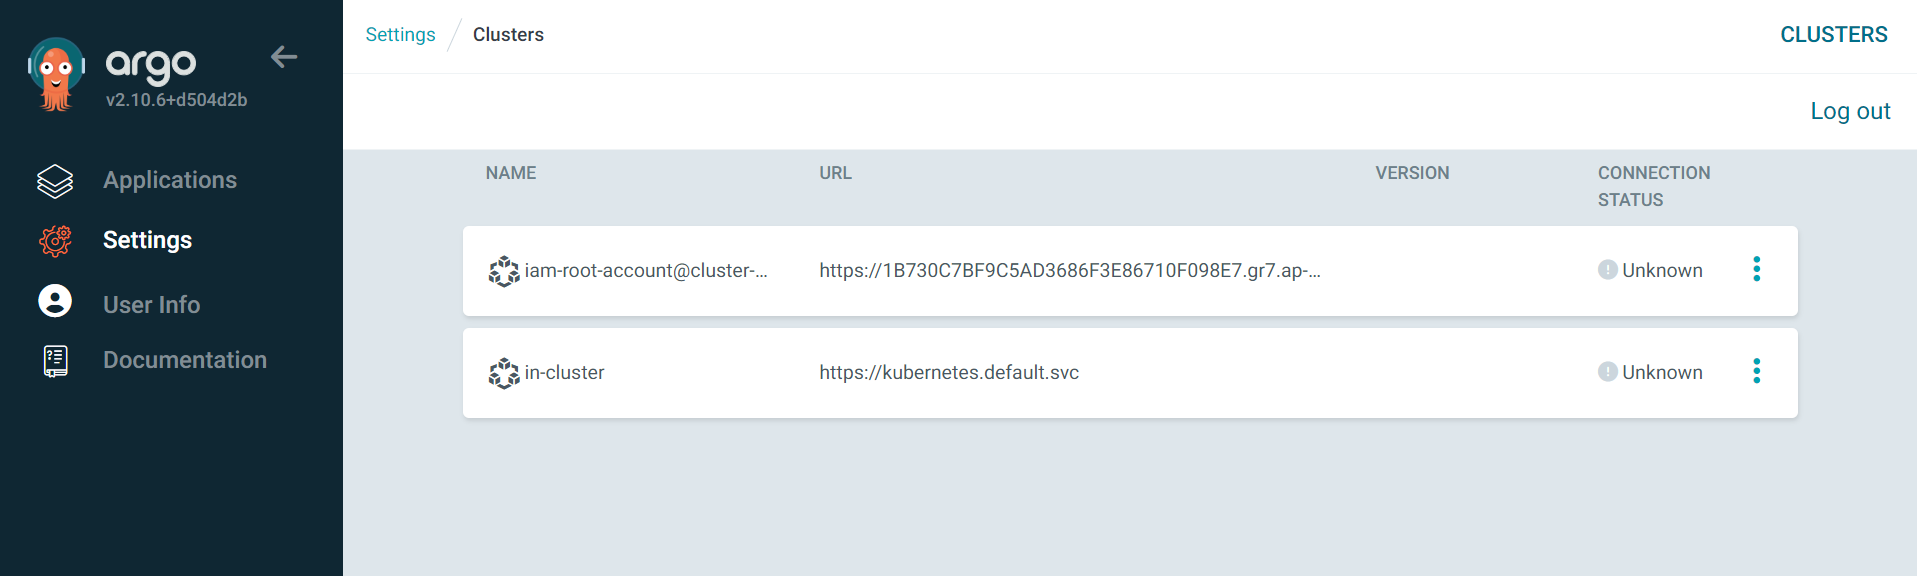 argo
v2.10.6+d504d2b
Applications
Settings
User Info
Documentation
Settings / Clusters
CLUSTERS
Log out
NAME URL VERSION CONNECTION STATUS
iam-root-account@cluster-... https://1B730C7BF9C5AD3686F3E86710F098E7.gr7.ap-... Unknown
in-cluster https://kubernetes.default.svc Unknown